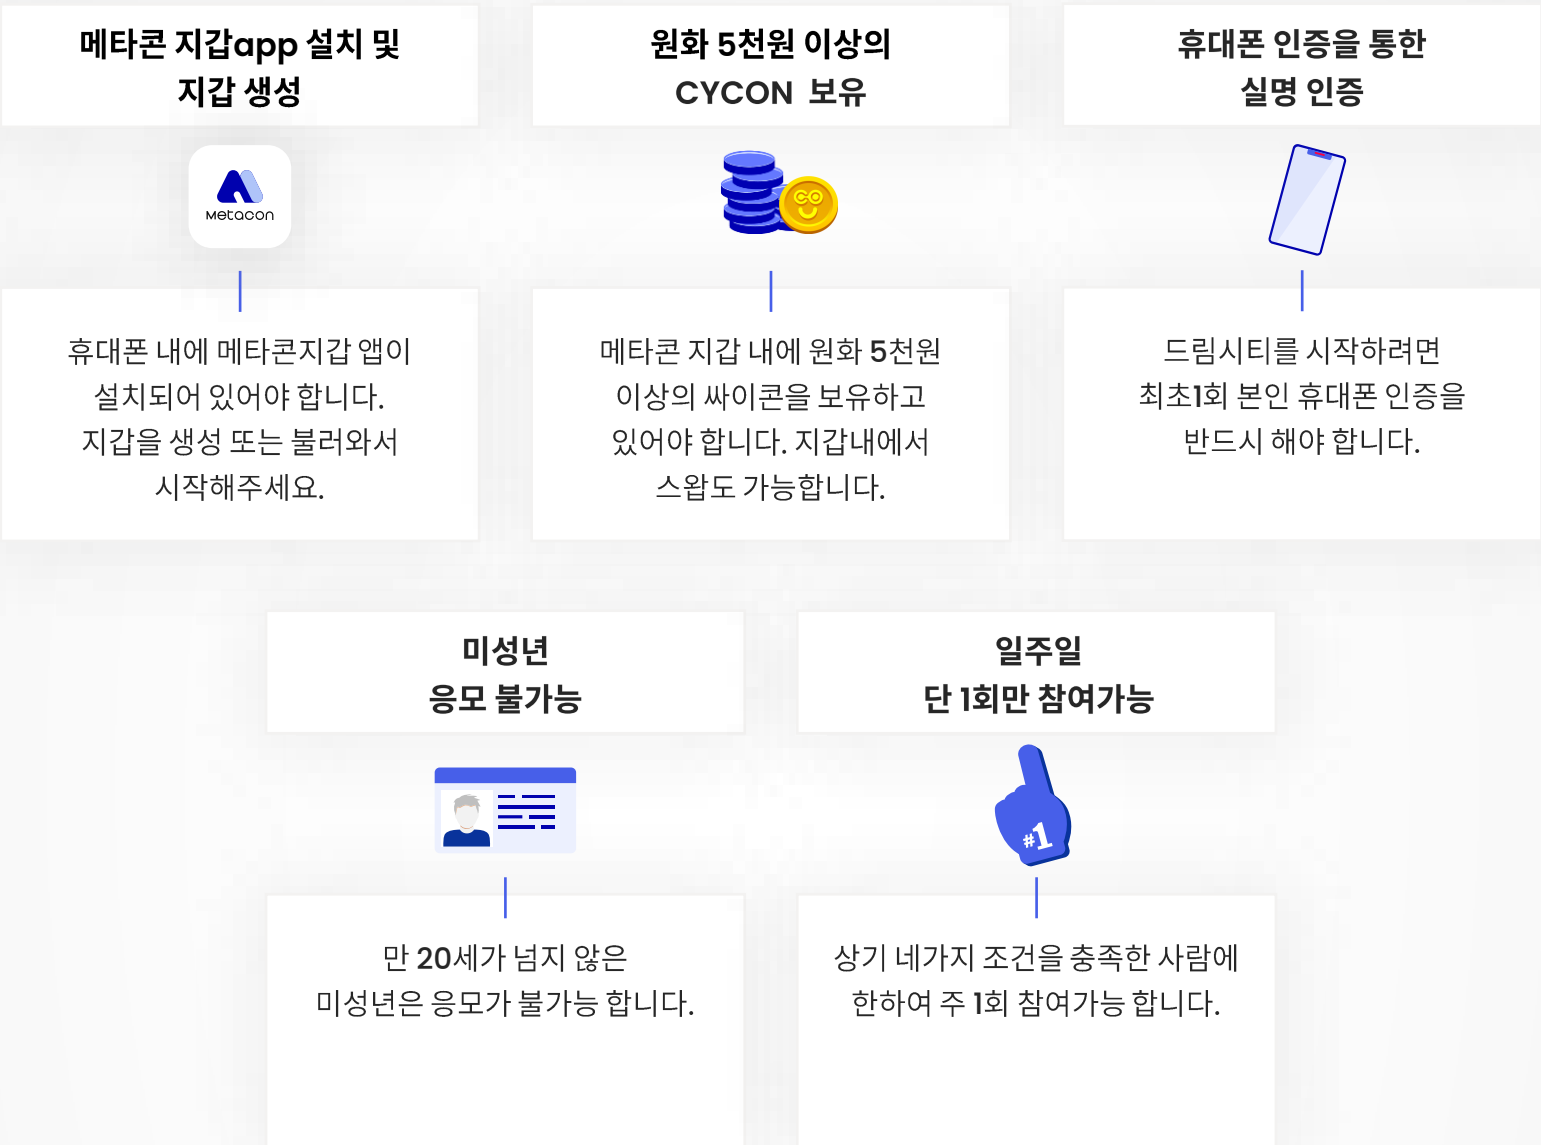 메타콘 지갑app 설치 및
지갑 생성
Metacon
휴대폰 내에 메타콘지갑 앱이
설치되어 있어야 합니다.
지갑을 생성 또는 불러와서
시작해주세요.
원화 5천원 이상의
CYCON 보유
메타콘 지갑 내에 원화 5천원
이상의 싸이콘을 보유하고
있어야 합니다. 지갑내에서
스왑도 가능합니다.
휴대폰 인증을 통한
실명 인증
드림시티를 시작하려면
최초1회 본인 휴대폰 인증을
반드시 해야 합니다.
미성년
응모 불가능
만 20세가 넘지 않은
미성년은 응모가 불가능 합니다.
일주일
단 1회만 참여가능
#1
상기 네가지 조건을 충족한 사람에
한하여 주 1회 참여가능 합니다.